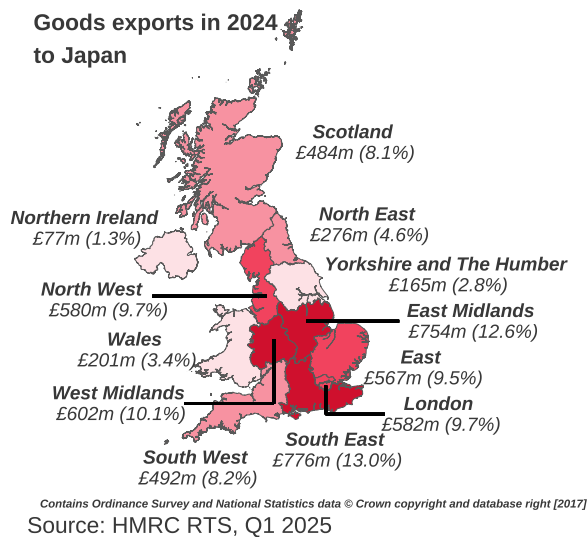 Goods exports in 2024
to Japan
Scotland
£484m (8.1%)
Northern Ireland
£77m (1.3%)
North East
£276m (4.6%)
Yorkshire and The Humber
£165m (2.8%)
North West
£580m (9.7%)
East Midlands
£754m (12.6%)
Wales
£201m (3.4%)
East
£567m (9.5%)
West Midlands
£602m (10.1%)
London
£582m (9.7%)
South East
£776m (13.0%)
South West
£492m (8.2%)
Contains Ordinance Survey and National Statistics data © Crown copyright and database right [2017]
Source: HMRC RTS, Q1 2025